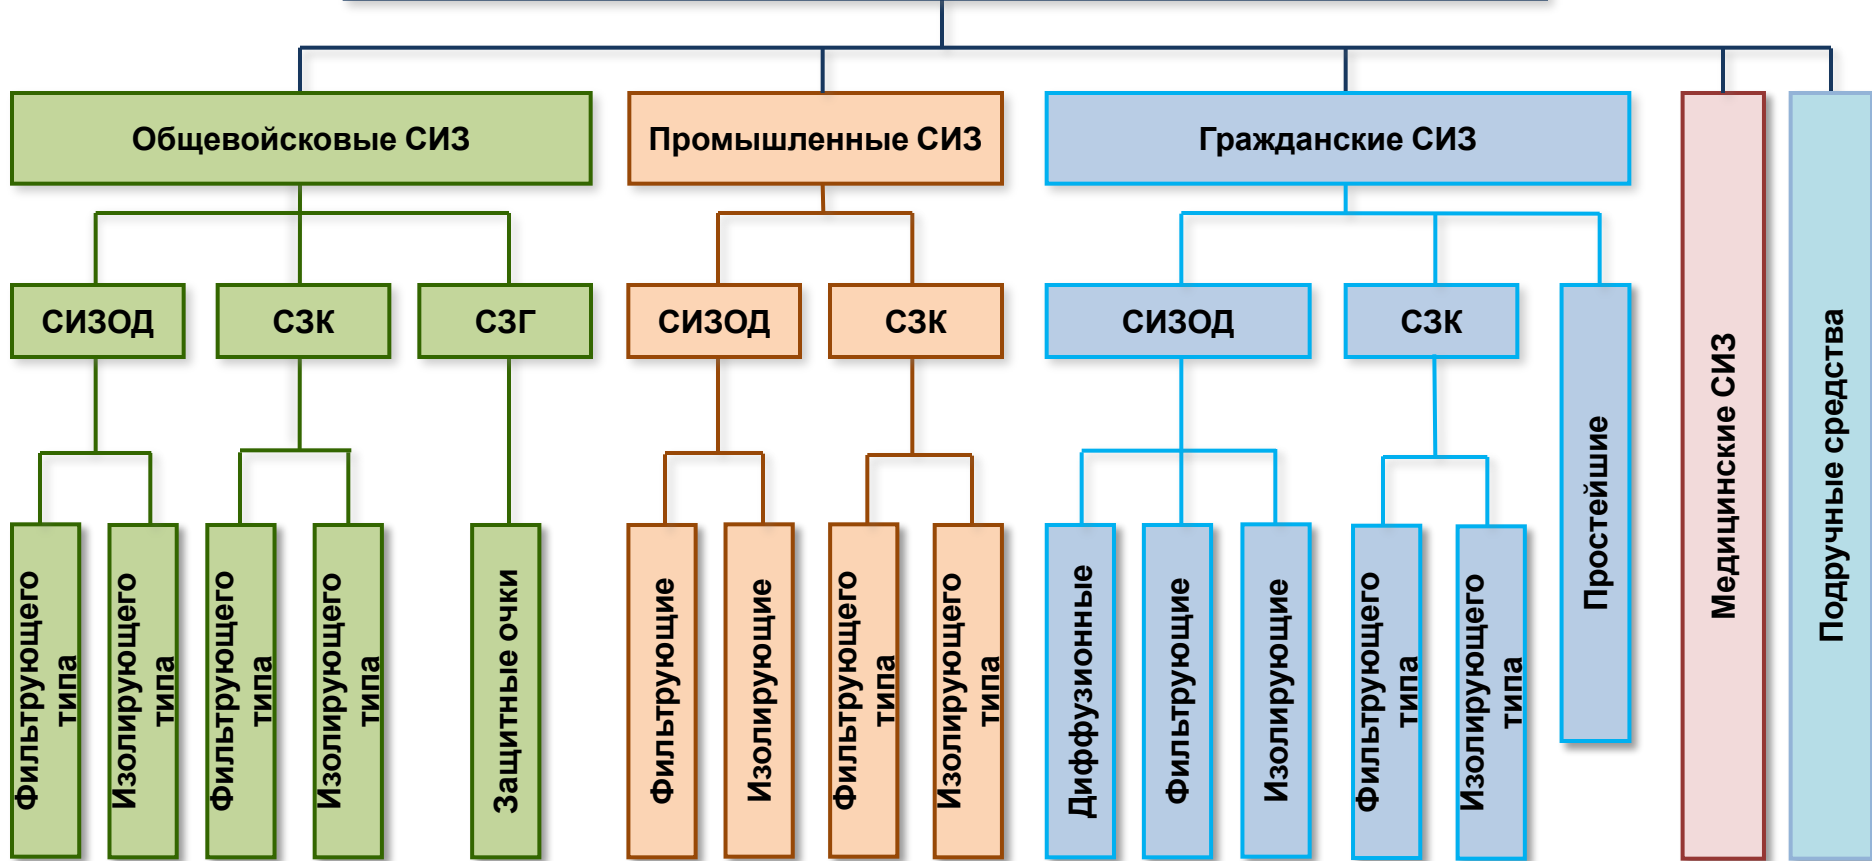 Общевойсковые СИЗ
Промышленные СИЗ
Гражданские СИЗ
СИЗОД
СЗК
СЗГ
СИЗОД
СЗК
СИЗОД
СЗК
Фильтрующего
типа
Изолирующего
типа
Фильтрующего
типа
Изолирующего
типа
Защитные очки
Фильтрующие
Изолирующие
Фильтрующего
типа
Изолирующего
типа
Диффузионные
Фильтрующие
Изолирующие
Фильтрующего
типа
Изолирующего
типа
Простейшие
Медицинские СИЗ
Подручные средства